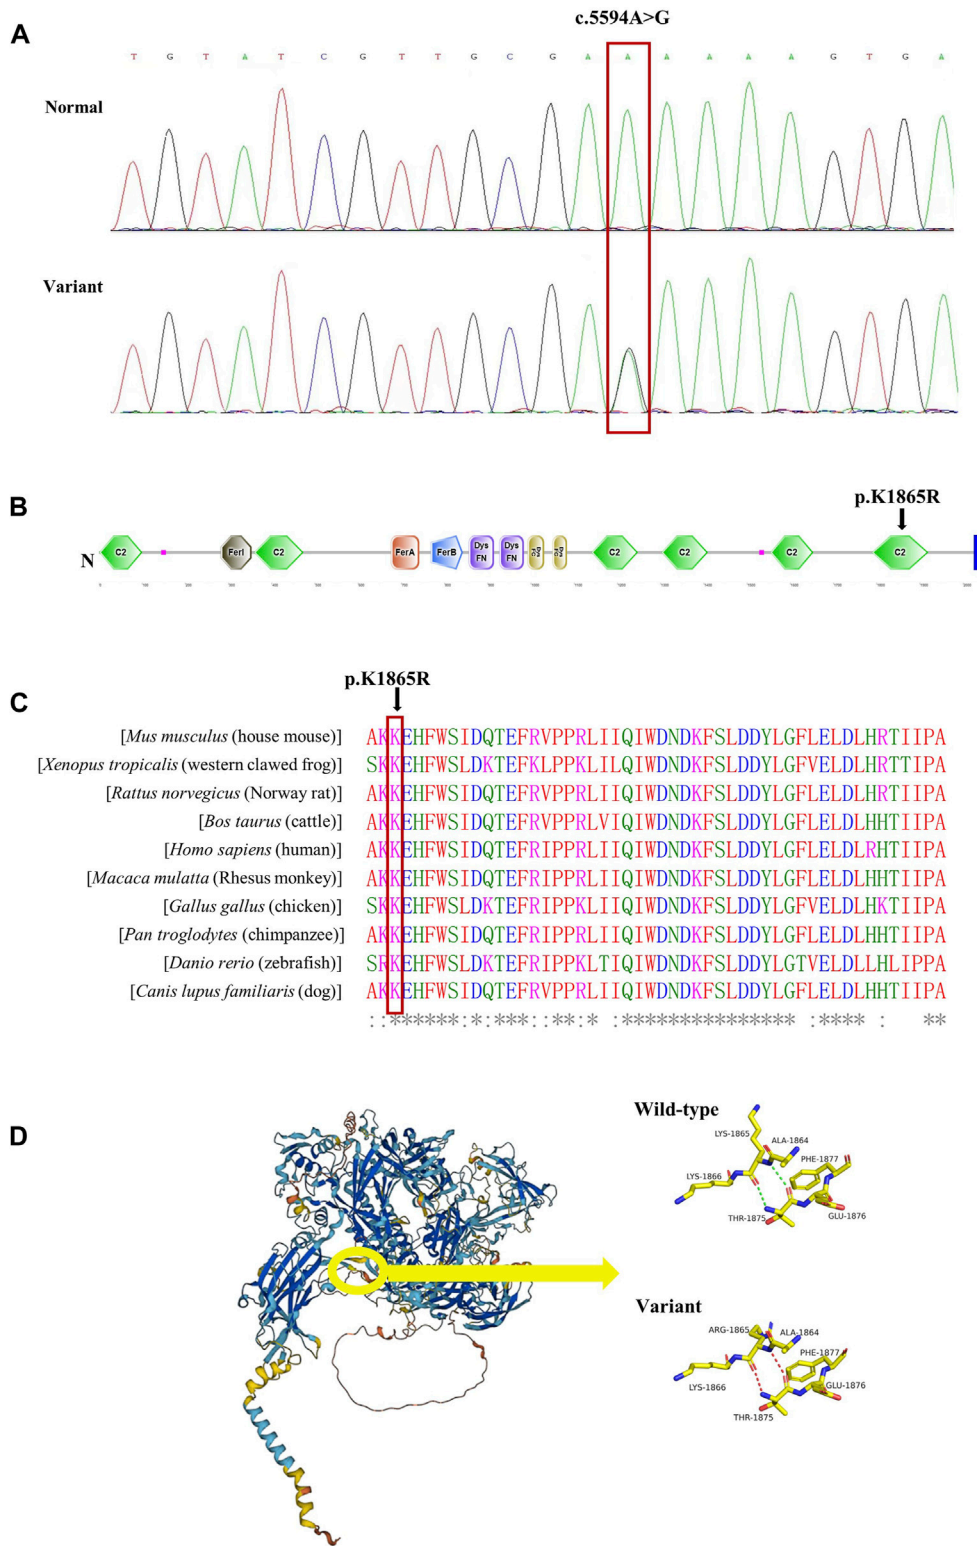 A
c.5594A>G
T G T A T C G T T G C G A A A A A A G T G A
Normal
Variant
B
p.K1865R
N
C2 FerI C2 FerA FerB Dys FN Dys FN Dys FC Dys FC C2 C2 C2 C2
C
p.K1865R
[Mus musculus (house mouse)] AKKEHFWSIDQTEFRVPPRLIIQIWDNDKFSLDDYLGFLELDLHRTIIPA
[Xenopus tropicalis (western clawed frog)] SKKEHFWSLDKTEFKLPPKLILQIWDNDKFSLDDYLGFVELDLHRTTIPA
[Rattus norvegicus (Norway rat)] AKKEHFWSIDQTEFRVPPRLIIQIWDNDKFSLDDYLGFLELDLHRTIIPA
[Bos taurus (cattle)] AKKEHFWSIDQTEFRVPPRLVIQIWDNDKFSLDDYLGFLELDLHHTIIPA
[Homo sapiens (human)] AKKEHFWSIDQTEFRIPPRLIIQIWDNDKFSLDDYLGFLELDLRHTIIPA
[Macaca mulatta (Rhesus monkey)] AKKEHFWSIDQTEFRIPPRLIIQIWDNDKFSLDDYLGFLELDLHHTIIPA
[Gallus gallus (chicken)] SKKEHFWSLDKTEFRIPPKLIIQIWDNDKFSLDDYLGFVELDLHKTIIPA
[Pan troglodytes (chimpanzee)] AKKEHFWSIDQTEFRIPPRLIIQIWDNDKFSLDDYLGFLELDLHHTIIPA
[Danio rerio (zebrafish)] SRKEHFWSLDKTEFRIPPKLTIQIWDNDKFSLDDYLGTVELDLLHLIPPA
[Canis lupus familiaris (dog)] AKKEHFWSIDQTEFRVPPRLIIQIWDNDKFSLDDYLGFLELDLHHTIIPA
::******:*:***::**:* :*************** :**** :   **
D
Wild-type
LYS-1865
ALA-1864
LYS-1866
PHE-1877
THR-1875
GLU-1876
Variant
ARG-1865
ALA-1864
PHE-1877
LYS-1866
GLU-1876
THR-1875